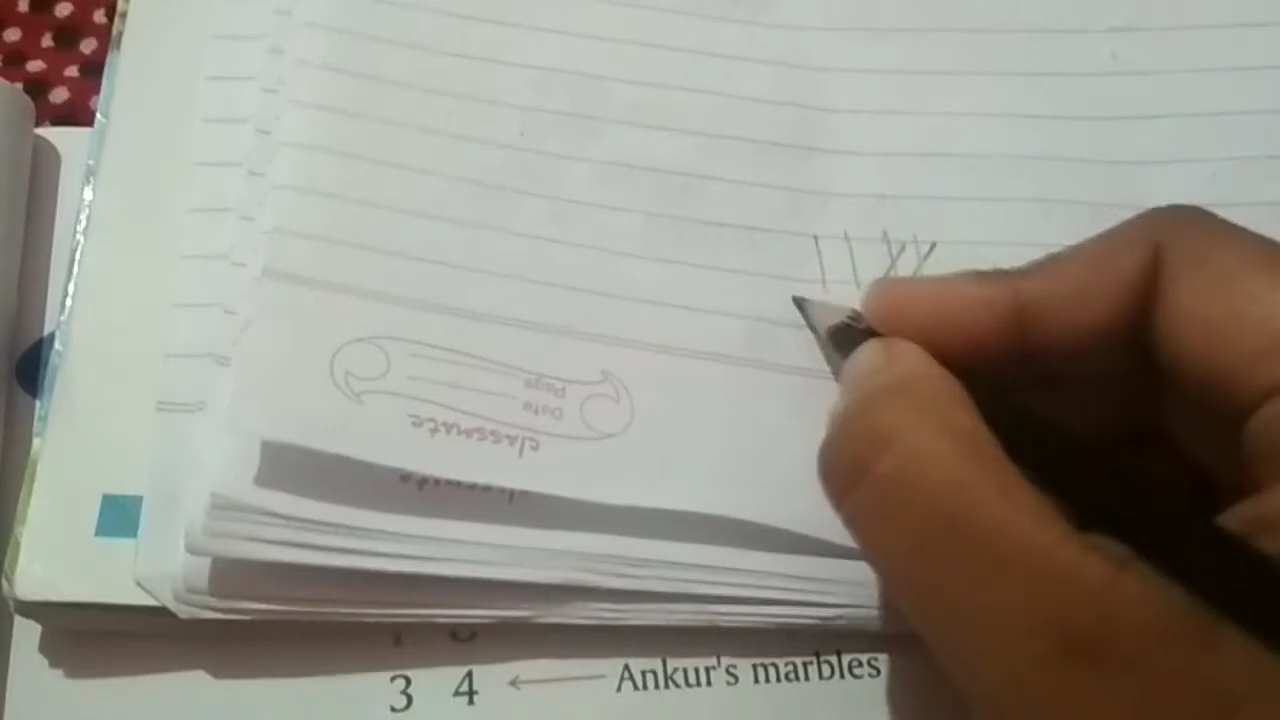 Page
Date
classmate
3 4 ← Ankur's marbles